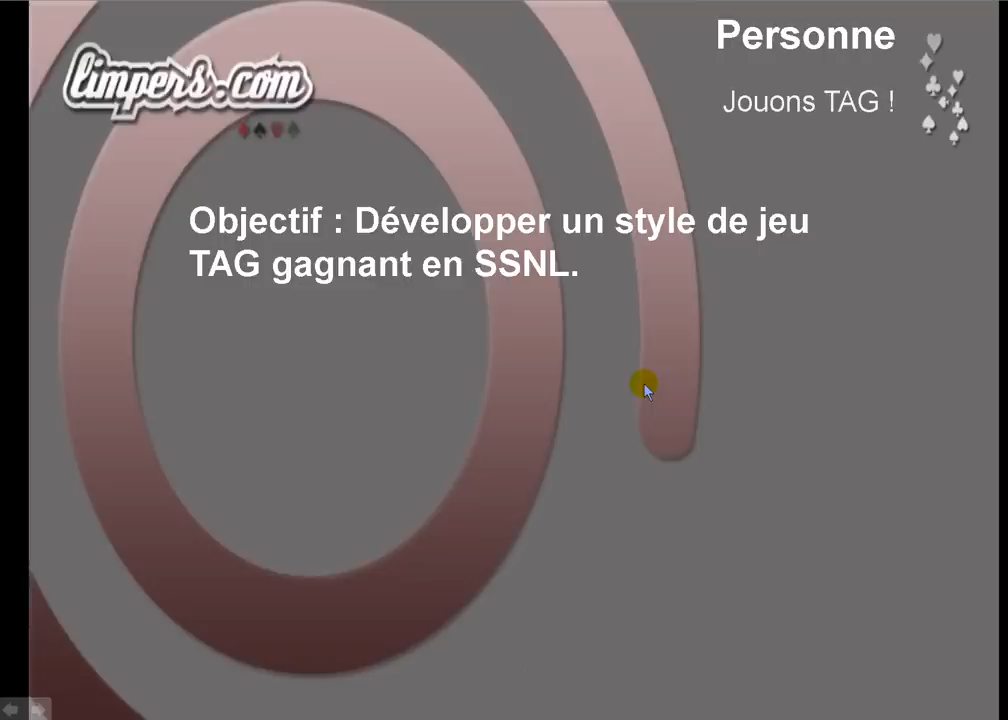 limpers.com
Personne
Jouons TAG !
Objectif : Développer un style de jeu
TAG gagnant en SSNL.